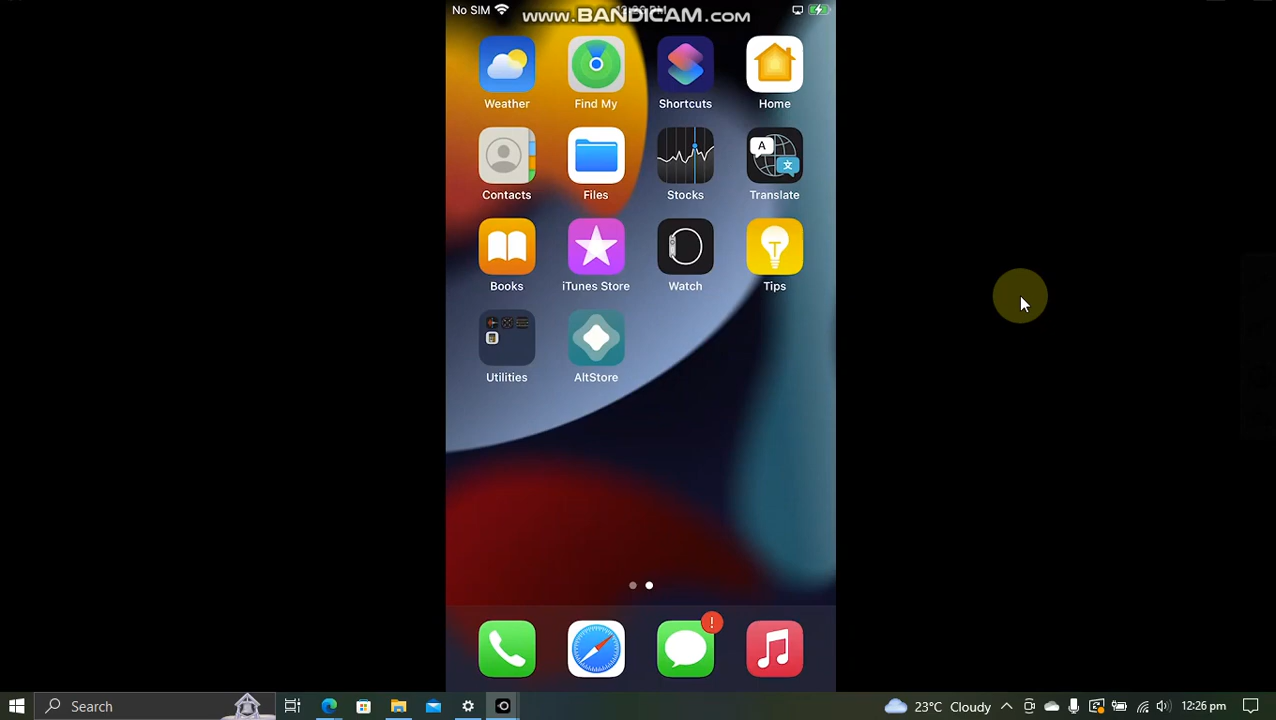 No SIM
www.BANDICAM.com
Weather Find My Shortcuts Home
A
文
Contacts Files Stocks Translate
T
Books iTunes Store Watch Tips
Utilities AltStore
!
Search
23°C Cloudy
12:26 pm